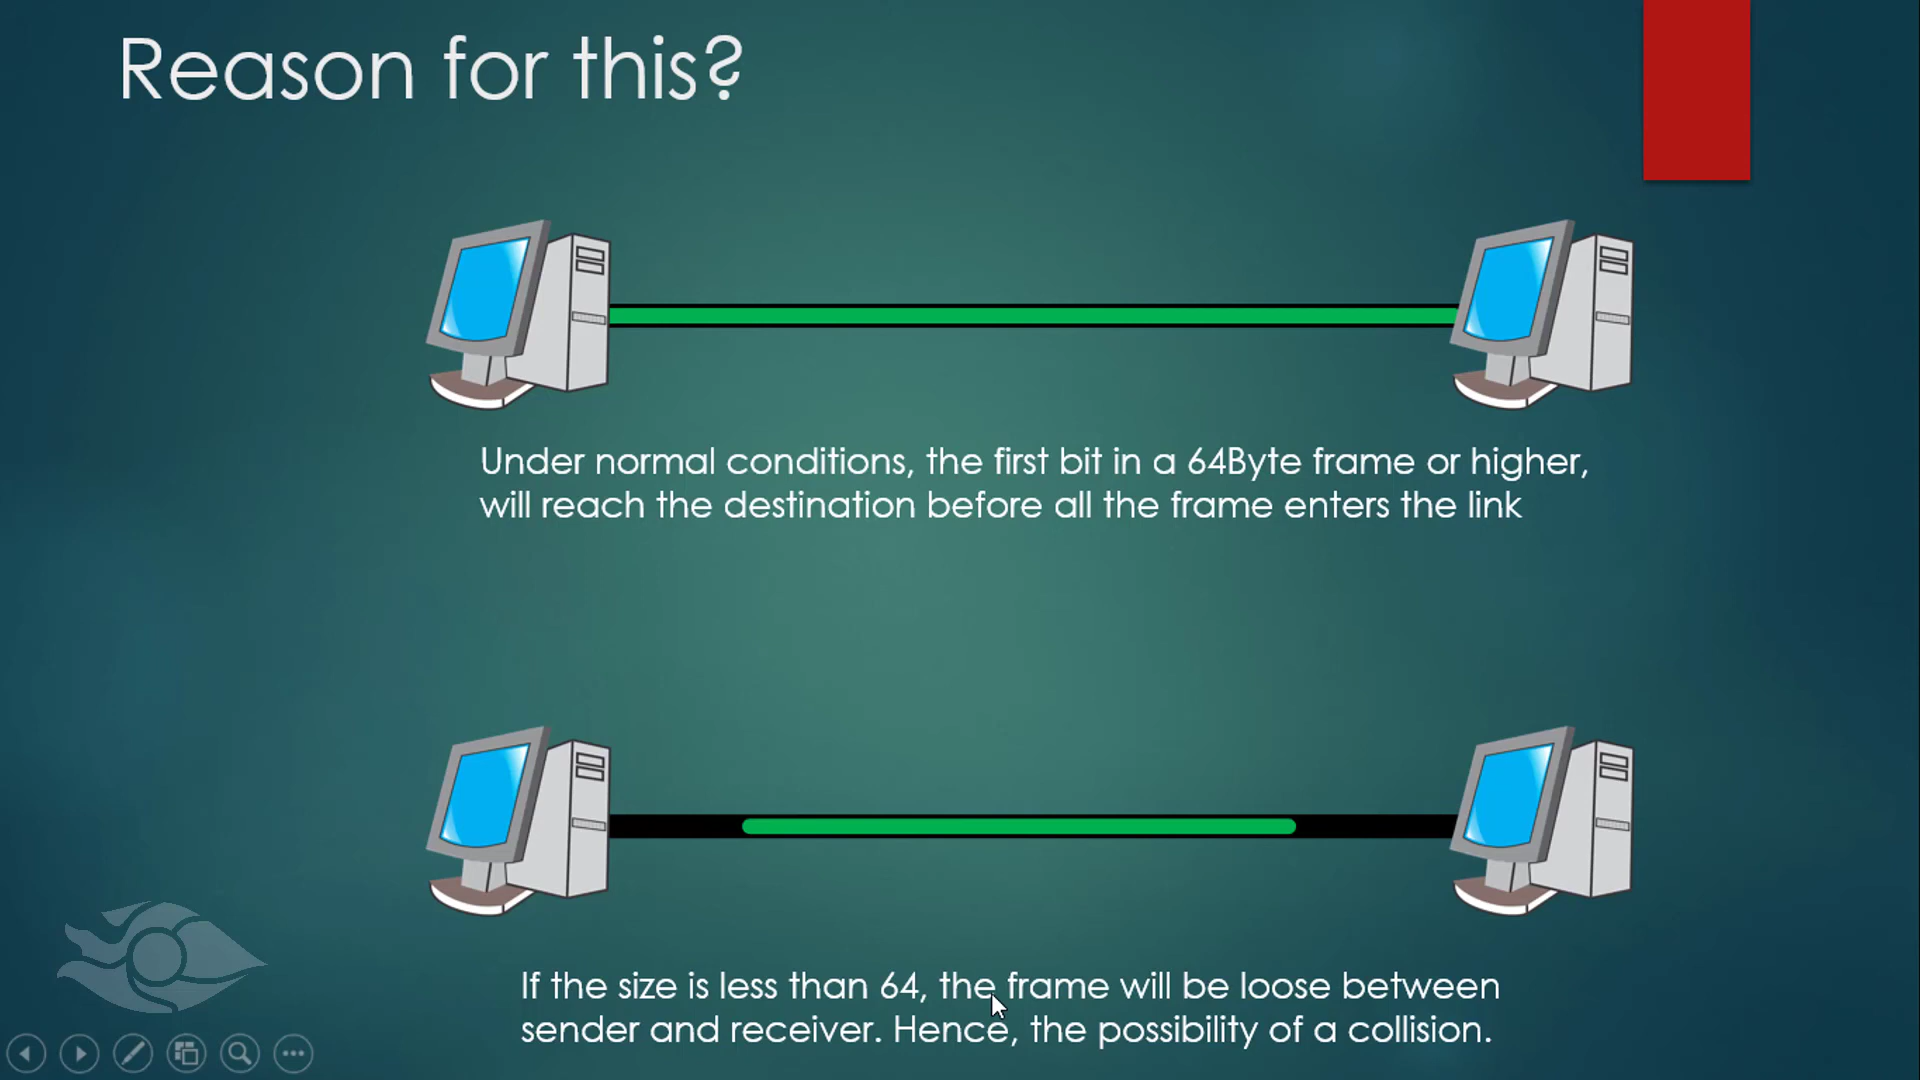 Reason for this?
Under normal conditions, the first bit in a 64Byte frame or higher,
will reach the destination before all the frame enters the link
If the size is less than 64, the frame will be loose between
sender and receiver. Hence, the possibility of a collision.